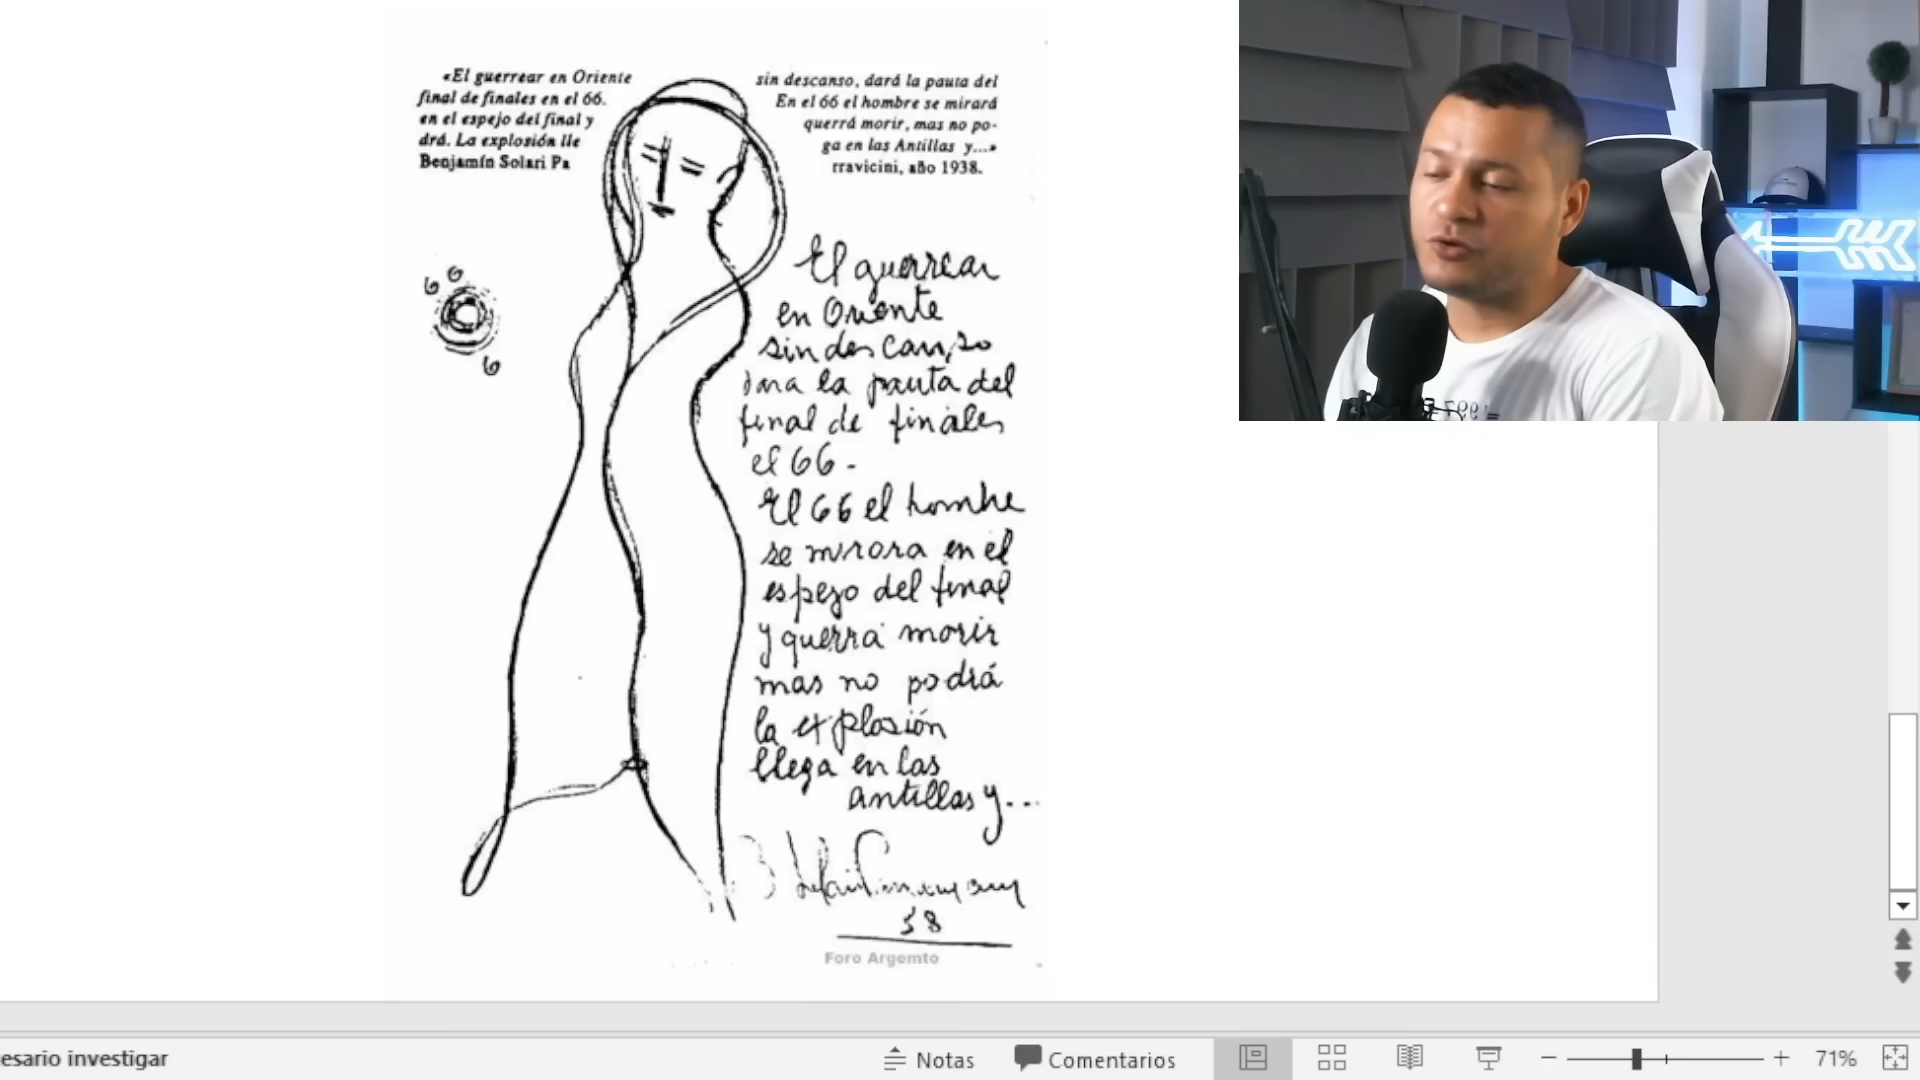 «El guerrear en Oriente sin descanso, dará la pauta del
final de finales en el 66. En el 66 el hombre se mirará
en el espejo del final y querrá morir, mas no po-
drá. La explosión lle ga en las Antillas y...»
Benjamín Solari Pa rravicini, año 1938.
6 6
6
El guerrear
en Oriente
sin descanso
dara la pauta del
final de finales
el 66 -
El 66 el hombre
se mirara en el
espejo del final
y querra morir
mas no podrá
la explosión
llega en las
antillas y...
38
Foro Argemto
esario investigar
Notas
Comentarios
71%